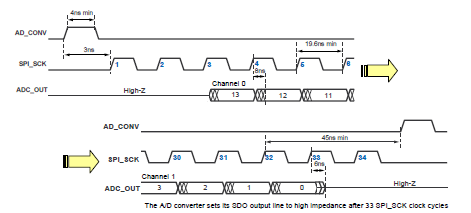 4ns min
AD_CONV
3ns
19.6ns min
SPI_SCK 1 2 3 4 5 6
8ns
Channel 0
ADC_OUT High-Z 13 12 11
AD_CONV
45ns min
SPI_SCK 30 31 32 33 34
6ns
Channel 1
ADC_OUT 3 2 1 0 High-Z
The A/D converter sets its SDO output line to high impedance after 33 SPI_SCK clock cycles